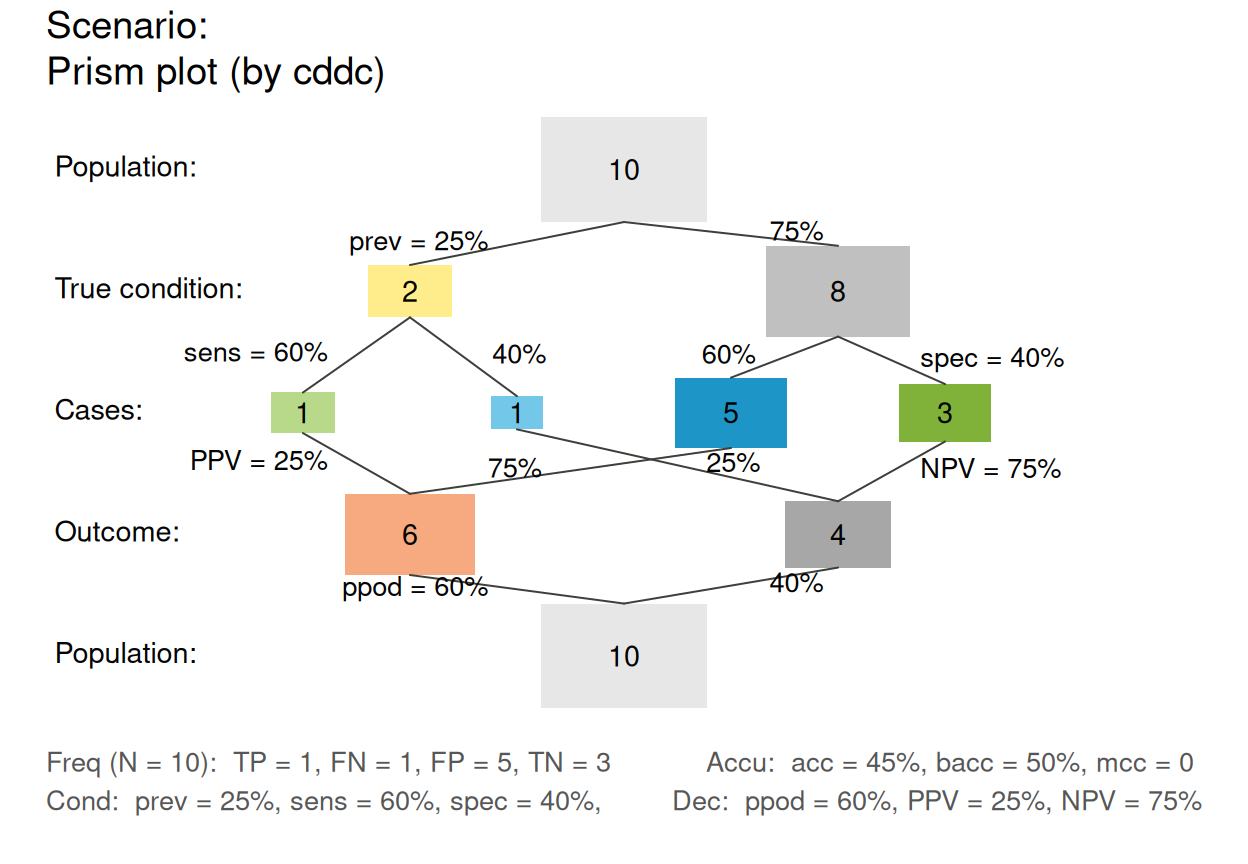 Scenario:
Prism plot (by cddc)
Population:
10
prev = 25%
75%
True condition:
2
8
sens = 60%
40%
60%
spec = 40%
Cases:
1
1
5
3
PPV = 25%
75%
25%
NPV = 75%
Outcome:
6
4
ppod = 60%
40%
Population:
10
Freq (N = 10):  TP = 1, FN = 1, FP = 5, TN = 3
Accu:  acc = 45%, bacc = 50%, mcc = 0
Cond:  prev = 25%, sens = 60%, spec = 40%,
Dec:  ppod = 60%, PPV = 25%, NPV = 75%